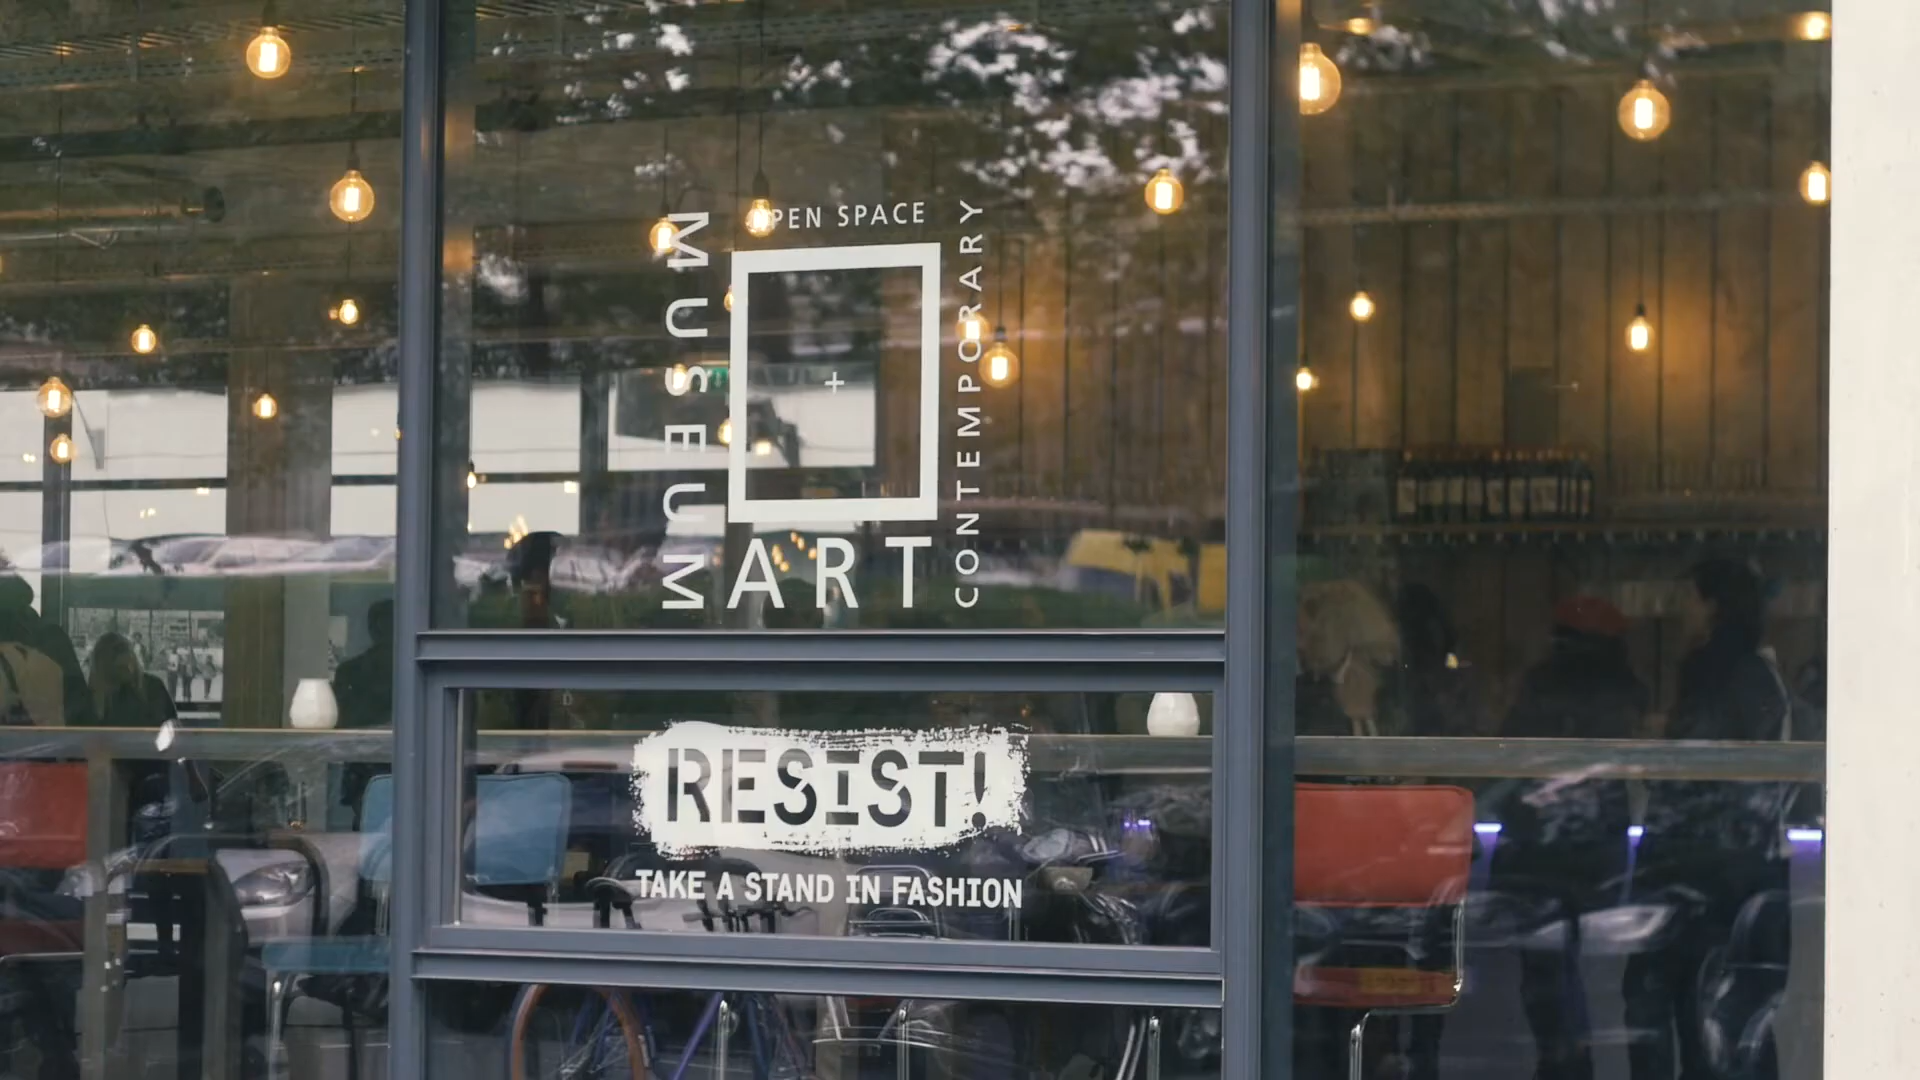 MUSEUM
OPEN SPACE
CONTEMPORARY
+
ART
RESIST!
TAKE A STAND IN FASHION